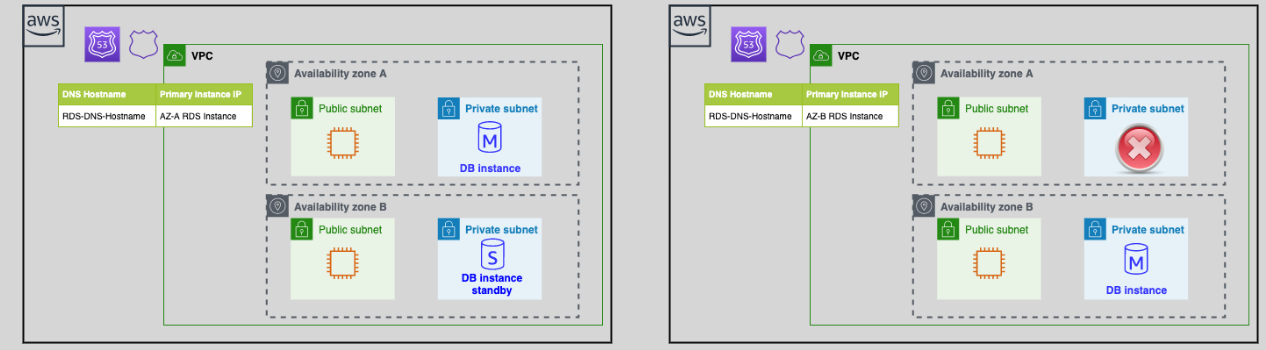 aws
53
VPC
DNS Hostname Primary Instance IP
RDS-DNS-Hostname AZ-A RDS Instance
Availability zone A
Public subnet
Private subnet
M
DB instance
Availability zone B
Public subnet
Private subnet
S
DB instance
standby
aws
53
VPC
DNS Hostname Primary Instance IP
RDS-DNS-Hostname AZ-B RDS Instance
Availability zone A
Public subnet
Private subnet
Availability zone B
Public subnet
Private subnet
M
DB instance